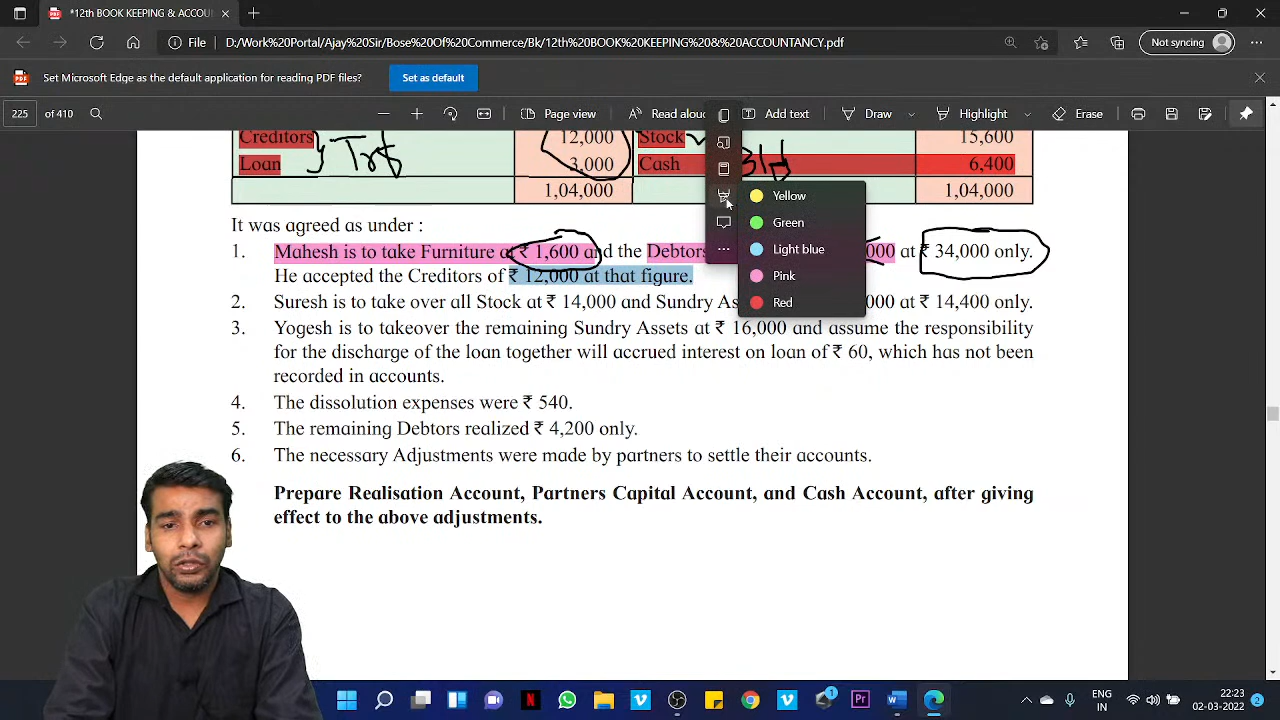 *12th BOOK KEEPING & ACCOU
File D:/Work%20Portal/Ajay%20Sir/Bose%20Of%20Commerce/Bk/12th%20BOOK%20KEEPING%20&%20ACCOUNTANCY.pdf Not syncing
Set Microsoft Edge as the default application for reading PDF files? Set as default
225 of 410 Page view Read alou Add text Draw Highlight Erase
Creditors 12,000 Stock 15,600
Loan Trf 3,000 Cash 6,400
1,04,000 1,04,000
Yellow
Green
Light blue
Pink
Red
It was agreed as under :
1. Mahesh is to take Furniture at ₹ 1,600 and the Debtors 000 at ₹ 34,000 only.
He accepted the Creditors of ₹ 12,000 at that figure.
2. Suresh is to take over all Stock at ₹ 14,000 and Sundry As 000 at ₹ 14,400 only.
3. Yogesh is to takeover the remaining Sundry Assets at ₹ 16,000 and assume the responsibility
for the discharge of the loan together will accrued interest on loan of ₹ 60, which has not been
recorded in accounts.
4. The dissolution expenses were ₹ 540.
5. The remaining Debtors realized ₹ 4,200 only.
6. The necessary Adjustments were made by partners to settle their accounts.
Prepare Realisation Account, Partners Capital Account, and Cash Account, after giving
effect to the above adjustments.
ENG
IN
22:23
02-03-2022